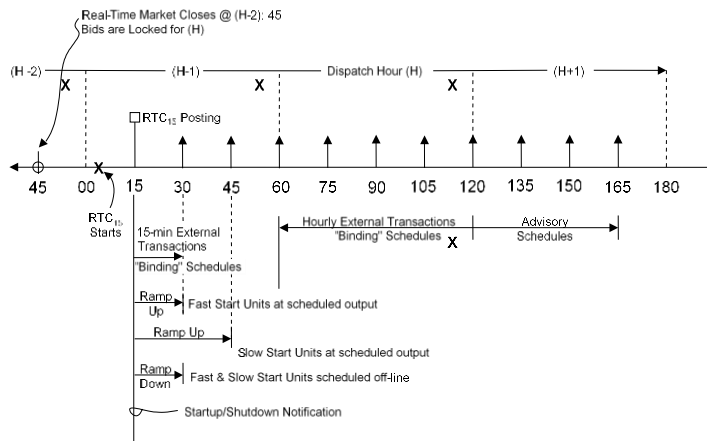 Real-Time Market Closes @ (H-2): 45
Bids are Locked for (H)
(H -2)
(H-1)
Dispatch Hour (H)
(H+1)
X
X
X
RTC15 Posting
X
45 00 15 30 45 60 75 90 105 120 135 150 165 180
RTC15
Starts
15-min External
Transactions
"Binding" Schedules
Hourly External Transactions
"Binding" Schedules
X
Advisory
Schedules
Ramp
Up
Fast Start Units at scheduled output
Ramp Up
Slow Start Units at scheduled output
Ramp
Down
Fast & Slow Start Units scheduled off-line
Startup/Shutdown Notification